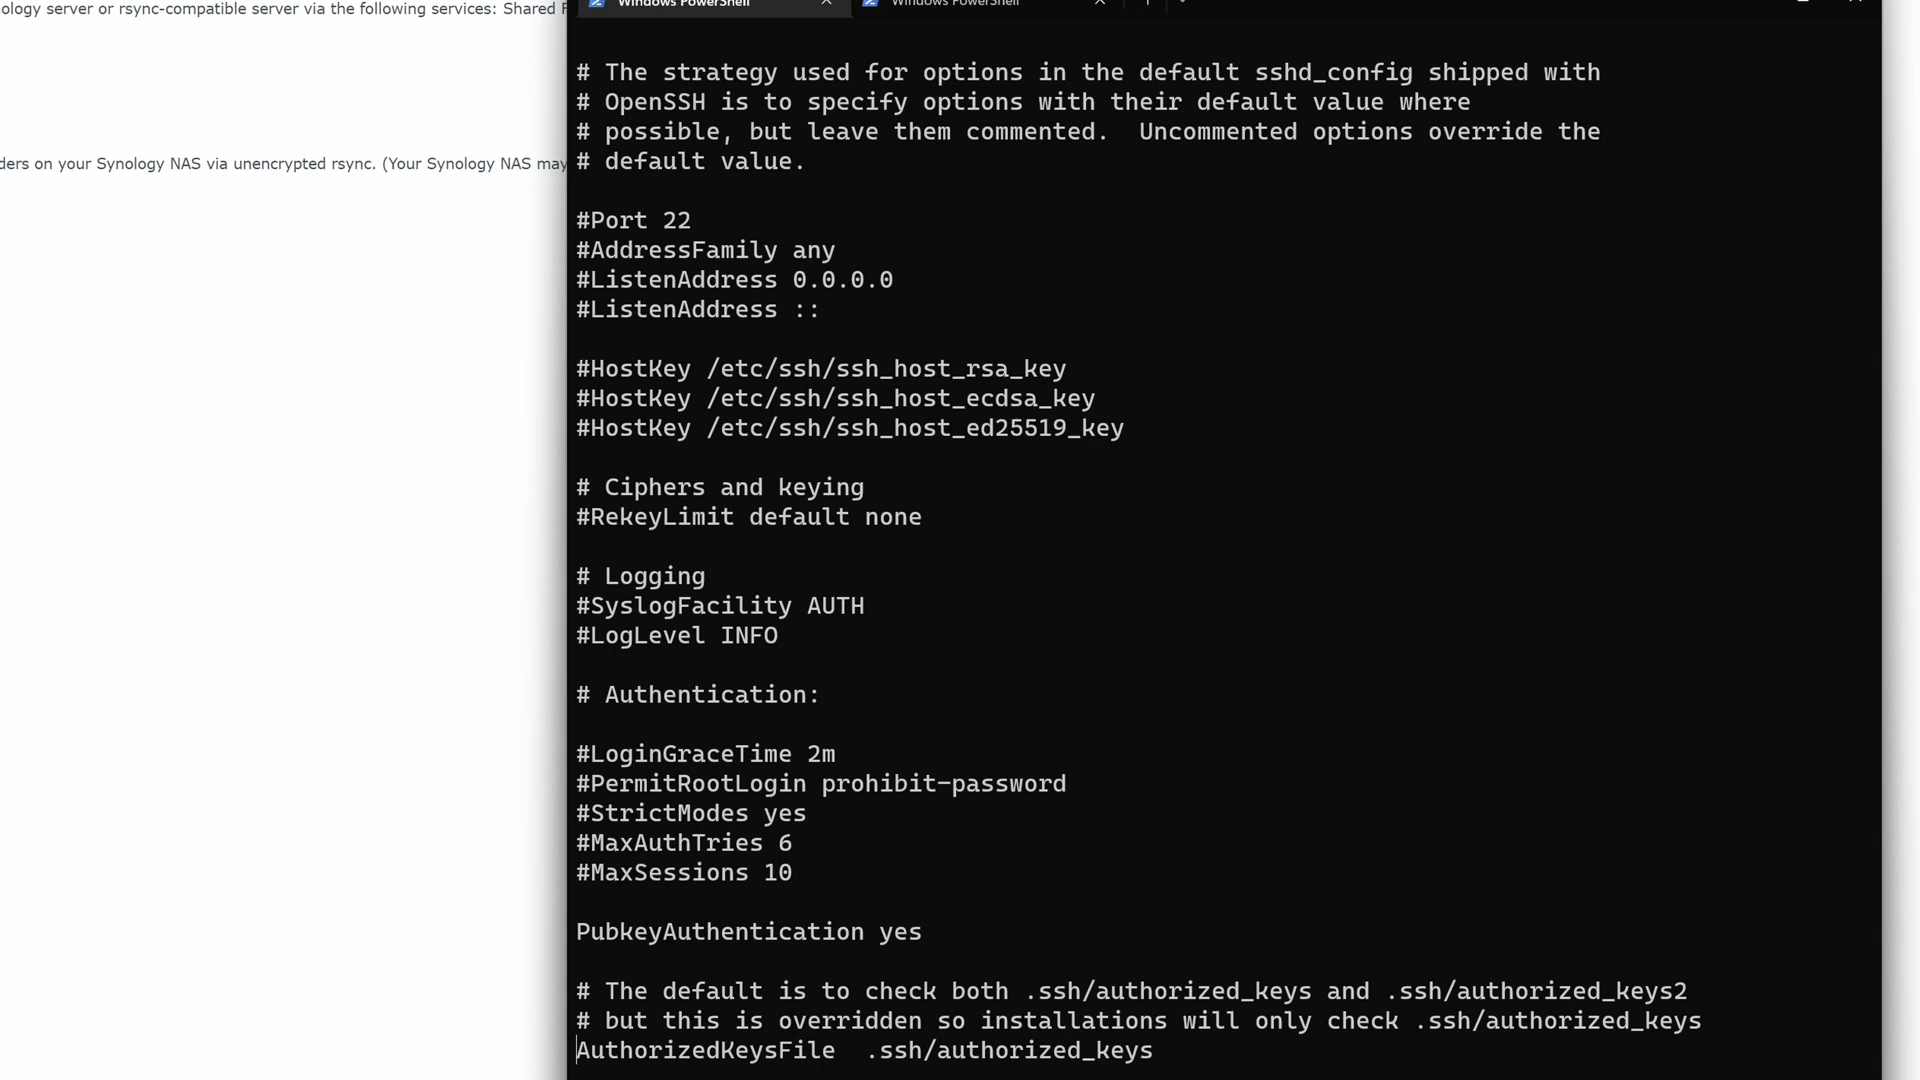 ology server or rsync-compatible server via the following services: Shared F
ders on your Synology NAS via unencrypted rsync. (Your Synology NAS may
Windows PowerShell
Windows PowerShell
# The strategy used for options in the default sshd_config shipped with
# OpenSSH is to specify options with their default value where
# possible, but leave them commented.  Uncommented options override the
# default value.
#Port 22
#AddressFamily any
#ListenAddress 0.0.0.0
#ListenAddress ::
#HostKey /etc/ssh/ssh_host_rsa_key
#HostKey /etc/ssh/ssh_host_ecdsa_key
#HostKey /etc/ssh/ssh_host_ed25519_key
# Ciphers and keying
#RekeyLimit default none
# Logging
#SyslogFacility AUTH
#LogLevel INFO
# Authentication:
#LoginGraceTime 2m
#PermitRootLogin prohibit-password
#StrictModes yes
#MaxAuthTries 6
#MaxSessions 10
PubkeyAuthentication yes
# The default is to check both .ssh/authorized_keys and .ssh/authorized_keys2
# but this is overridden so installations will only check .ssh/authorized_keys
AuthorizedKeysFile  .ssh/authorized_keys